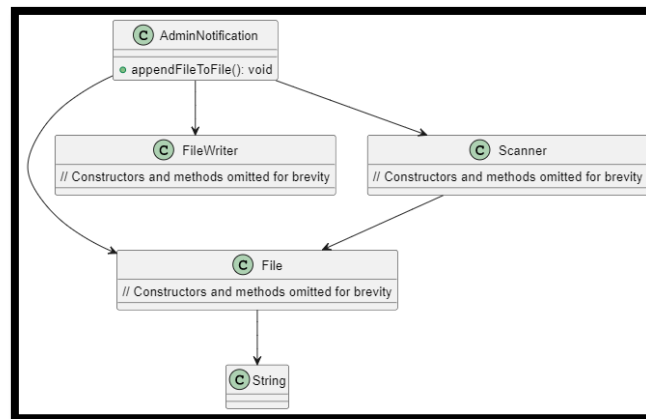 C AdminNotification
appendFileToFile(): void
C FileWriter
// Constructors and methods omitted for brevity
C Scanner
// Constructors and methods omitted for brevity
C File
// Constructors and methods omitted for brevity
C String